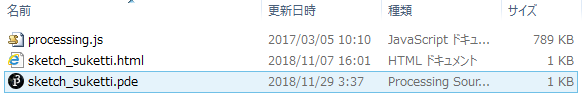 名前 更新日時 種類 サイズ
processing.js 2017/03/05 10:10 JavaScript ドキュ... 789 KB
sketch_suketti.html 2018/11/07 16:01 HTML ドキュメント 1 KB
sketch_suketti.pde 2018/11/29 3:37 Processing Sour... 1 KB